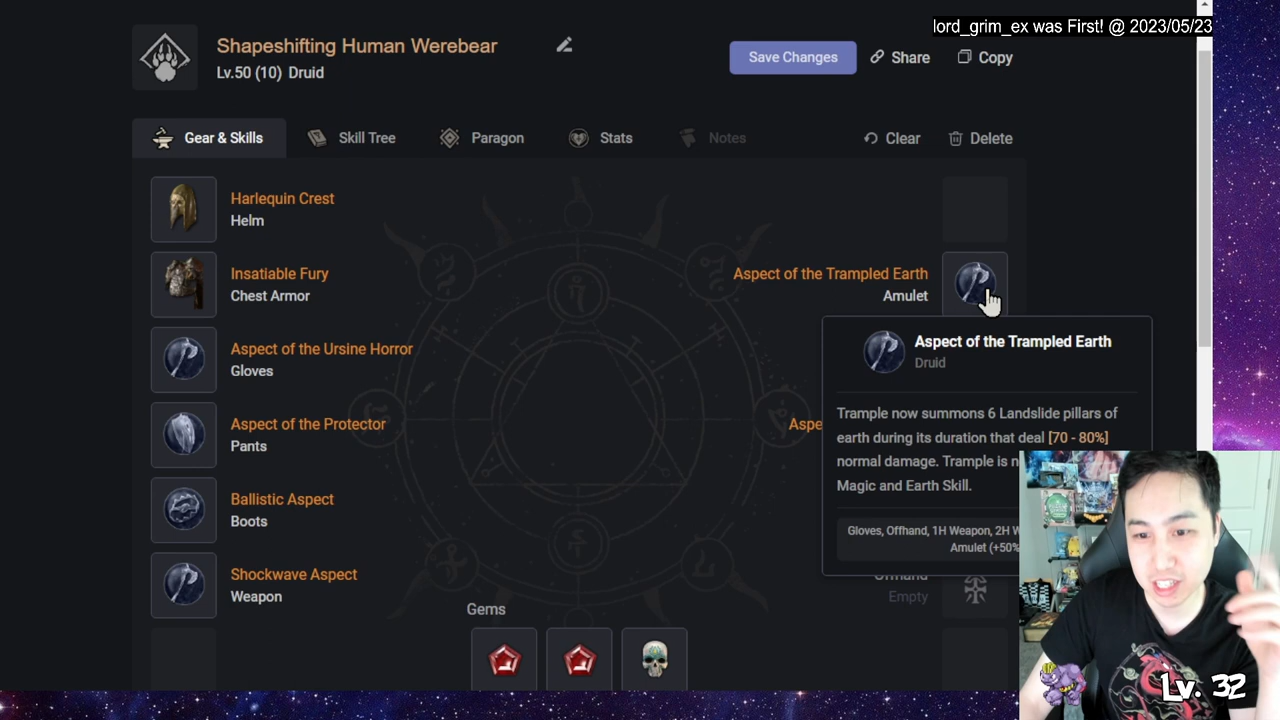 lord_grim_ex was First! @ 2023/05/23
Shapeshifting Human Werebear
Lv.50 (10) Druid
Save Changes
Share
Copy
Gear & Skills
Skill Tree
Paragon
Stats
Notes
Clear
Delete
Harlequin Crest
Helm
Insatiable Fury
Chest Armor
Aspect of the Trampled Earth
Amulet
Aspect of the Ursine Horror
Gloves
Aspect of the Protector
Pants
Aspe
Ballistic Aspect
Boots
Shockwave Aspect
Weapon
Aspect of the Trampled Earth
Druid
Trample now summons 6 Landslide pillars of
earth during its duration that deal [70 - 80%]
normal damage. Trample is n
Magic and Earth Skill.
Gloves, Offhand, 1H Weapon, 2H W
Amulet (+50%
Offhand
Empty
Gems
Lv. 32